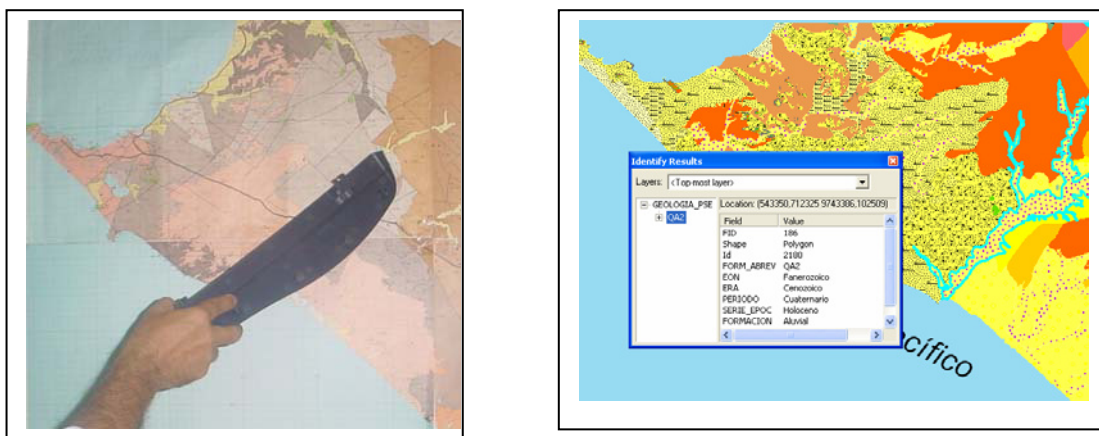 Identify Results
Layers: <Top-most layer>
GEOLOGIA_PSE
QA2
Location: (543350,712325 9743386,102509)
Field Value
FID 186
Shape Polygon
Id 2180
FORM_ABREV QA2
EON Fanerozoico
ERA Cenozoico
PERIODO Cuaternario
SERIE_EPOC Holoceno
FORMACION Aluvial
cífico